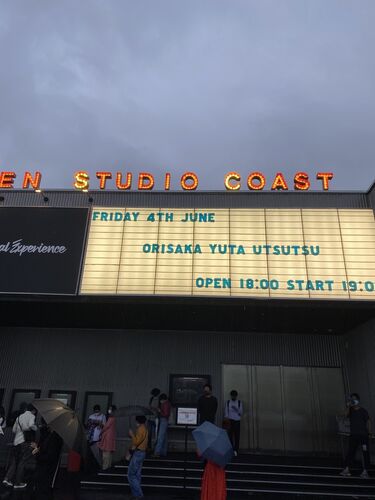 EN STUDIO COAST
FRIDAY 4TH JUNE
al Experience
ORISAKA YUTA UTSUTSU
OPEN 18:00 START 19:0